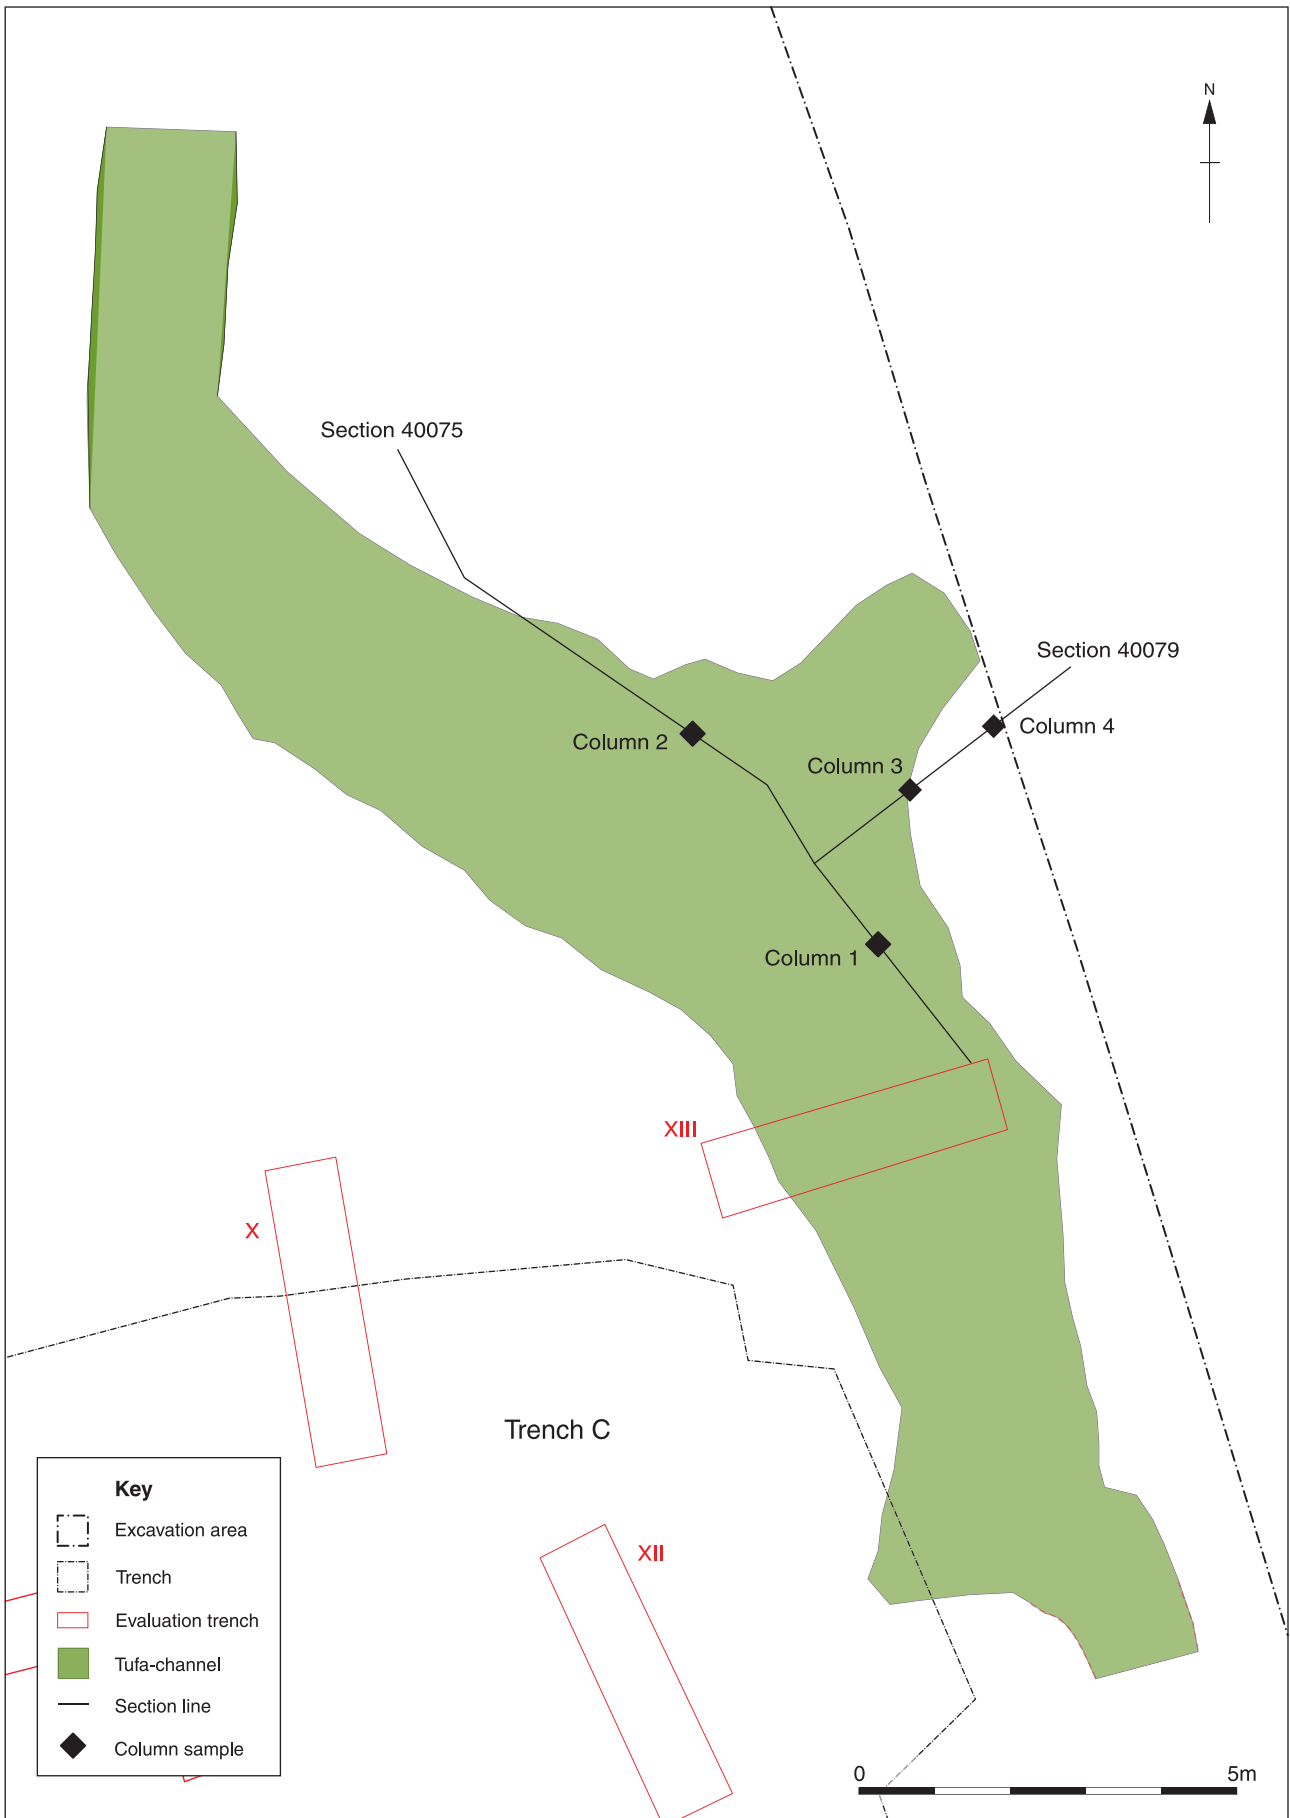 N
Section 40075
Section 40079
Column 4
Column 2
Column 3
Column 1
XIII
X
Trench C
XII
Key
Excavation area
Trench
Evaluation trench
Tufa-channel
Section line
Column sample
0 5m